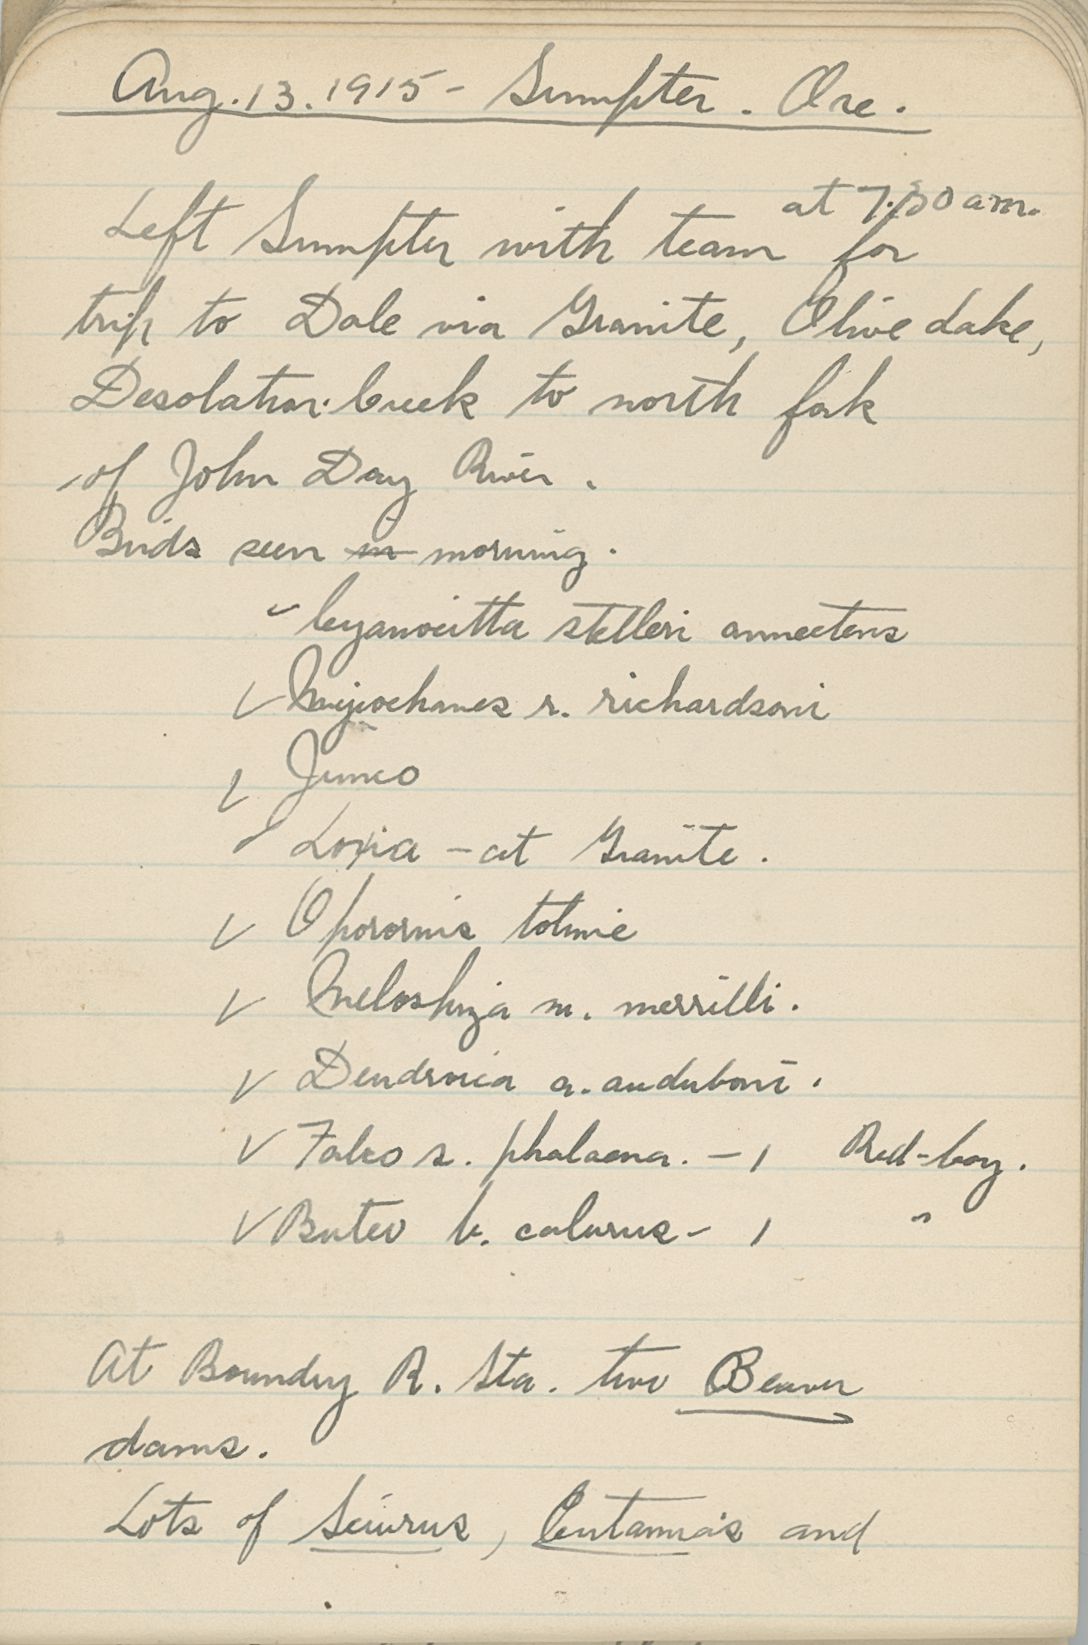 Aug. 13. 1915 - Sumpter. Ore.
at 7:30 am.
Left Sumpter with team for
trip to Dale via Granite, Olive Lake,
Desolation Creek to north fork
of John Day River.
Birds seen in morning.
Cyanocitta stelleri annectens
Myiochanes r. richardsoni
Junco
Loxia - at Granite.
Oporornis tolmie
Melospiza m. merrilli.
Dendroica a. auduboni.
Falco s. phalaena. - 1 Red-boy.
Buteo b. calurus - 1 "
At Boundry R. Sta. two Beaver
dams.
Lots of Sciurus, Eutamias and